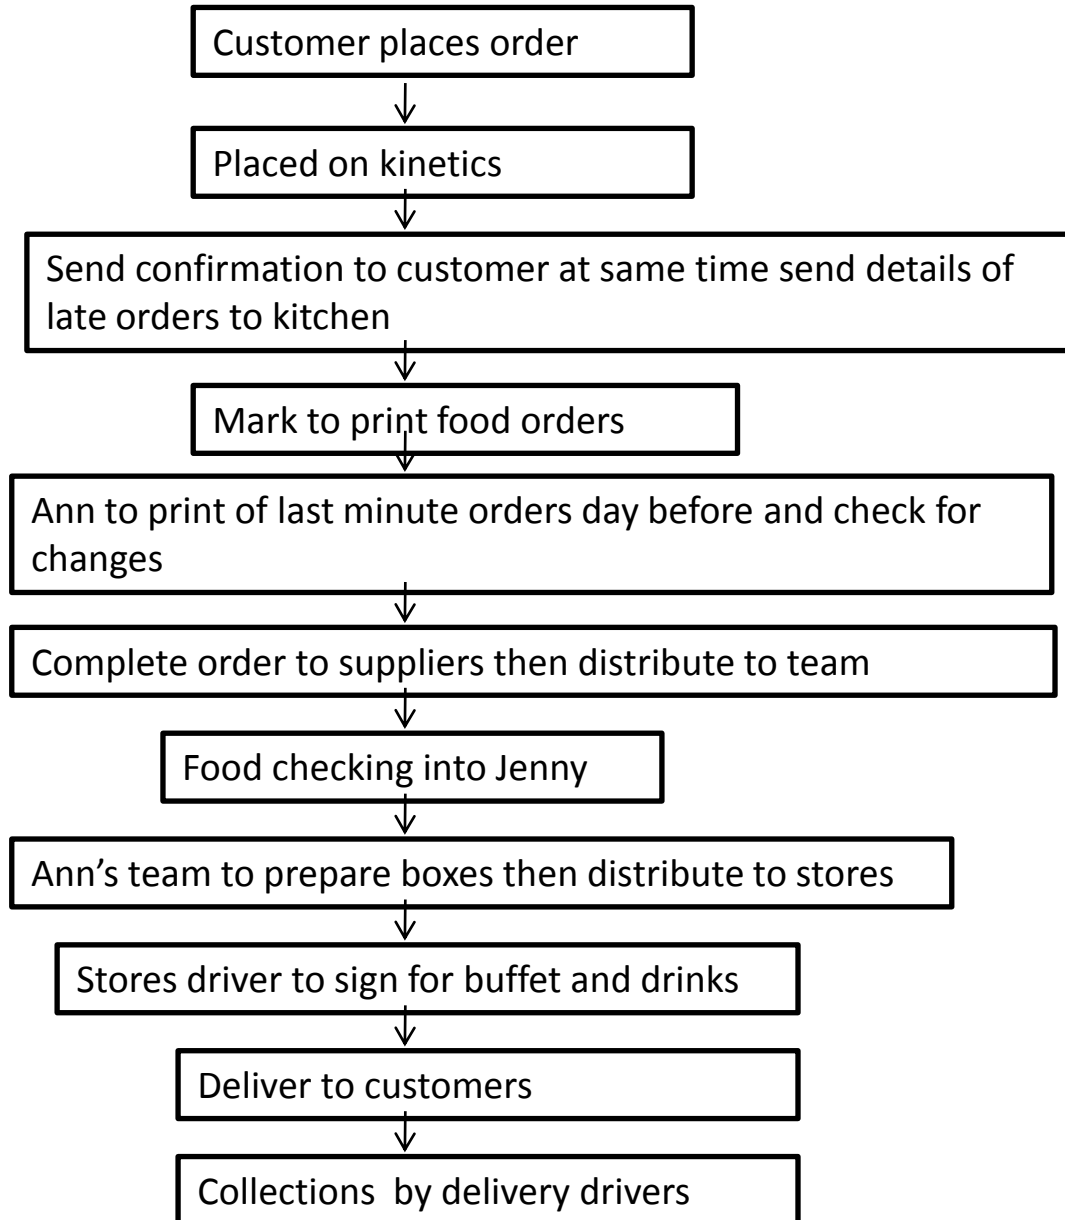 Customer places order
Placed on kinetics
Send confirmation to customer at same time send details of
late orders to kitchen
Mark to print food orders
Ann to print of last minute orders day before and check for
changes
Complete order to suppliers then distribute to team
Food checking into Jenny
Ann’s team to prepare boxes then distribute to stores
Stores driver to sign for buffet and drinks
Deliver to customers
Collections  by delivery drivers